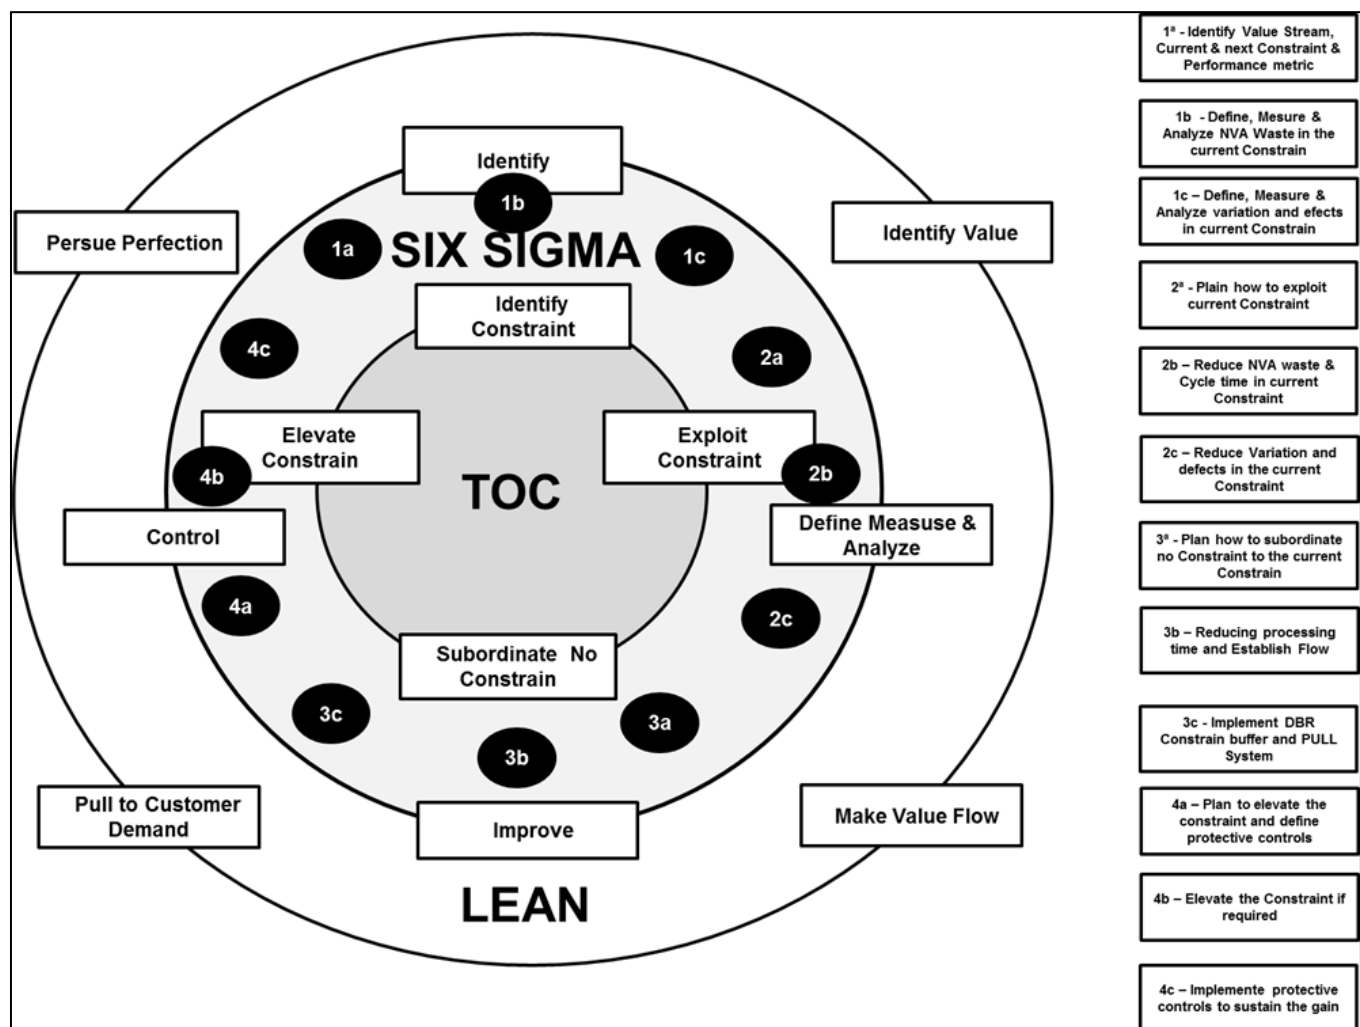 Identify
1b
Persue Perfection
Identify Value
1a
SIX SIGMA
1c
Identify
Constraint
4c
2a
Elevate
Constrain
Exploit
Constraint
4b
2b
TOC
Control
Define Measuse &
Analyze
4a
2c
Subordinate No
Constrain
3c
3a
3b
Pull to Customer
Demand
Improve
Make Value Flow
LEAN
1ª - Identify Value Stream,
Current & next Constraint &
Performance metric
1b - Define, Mesure &
Analyze NVA Waste in the
current Constrain
1c – Define, Measure &
Analyze variation and efects
in current Constrain
2ª - Plain how to exploit
current Constraint
2b – Reduce NVA waste &
Cycle time in current
Constraint
2c – Reduce Variation and
defects in the current
Constraint
3ª - Plan how to subordinate
no Constraint to the current
Constrain
3b – Reducing processing
time and Establish Flow
3c - Implement DBR
Constrain buffer and PULL
System
4a – Plan to elevate the
constraint and define
protective controls
4b – Elevate the Constraint if
required
4c – Implemente protective
controls to sustain the gain